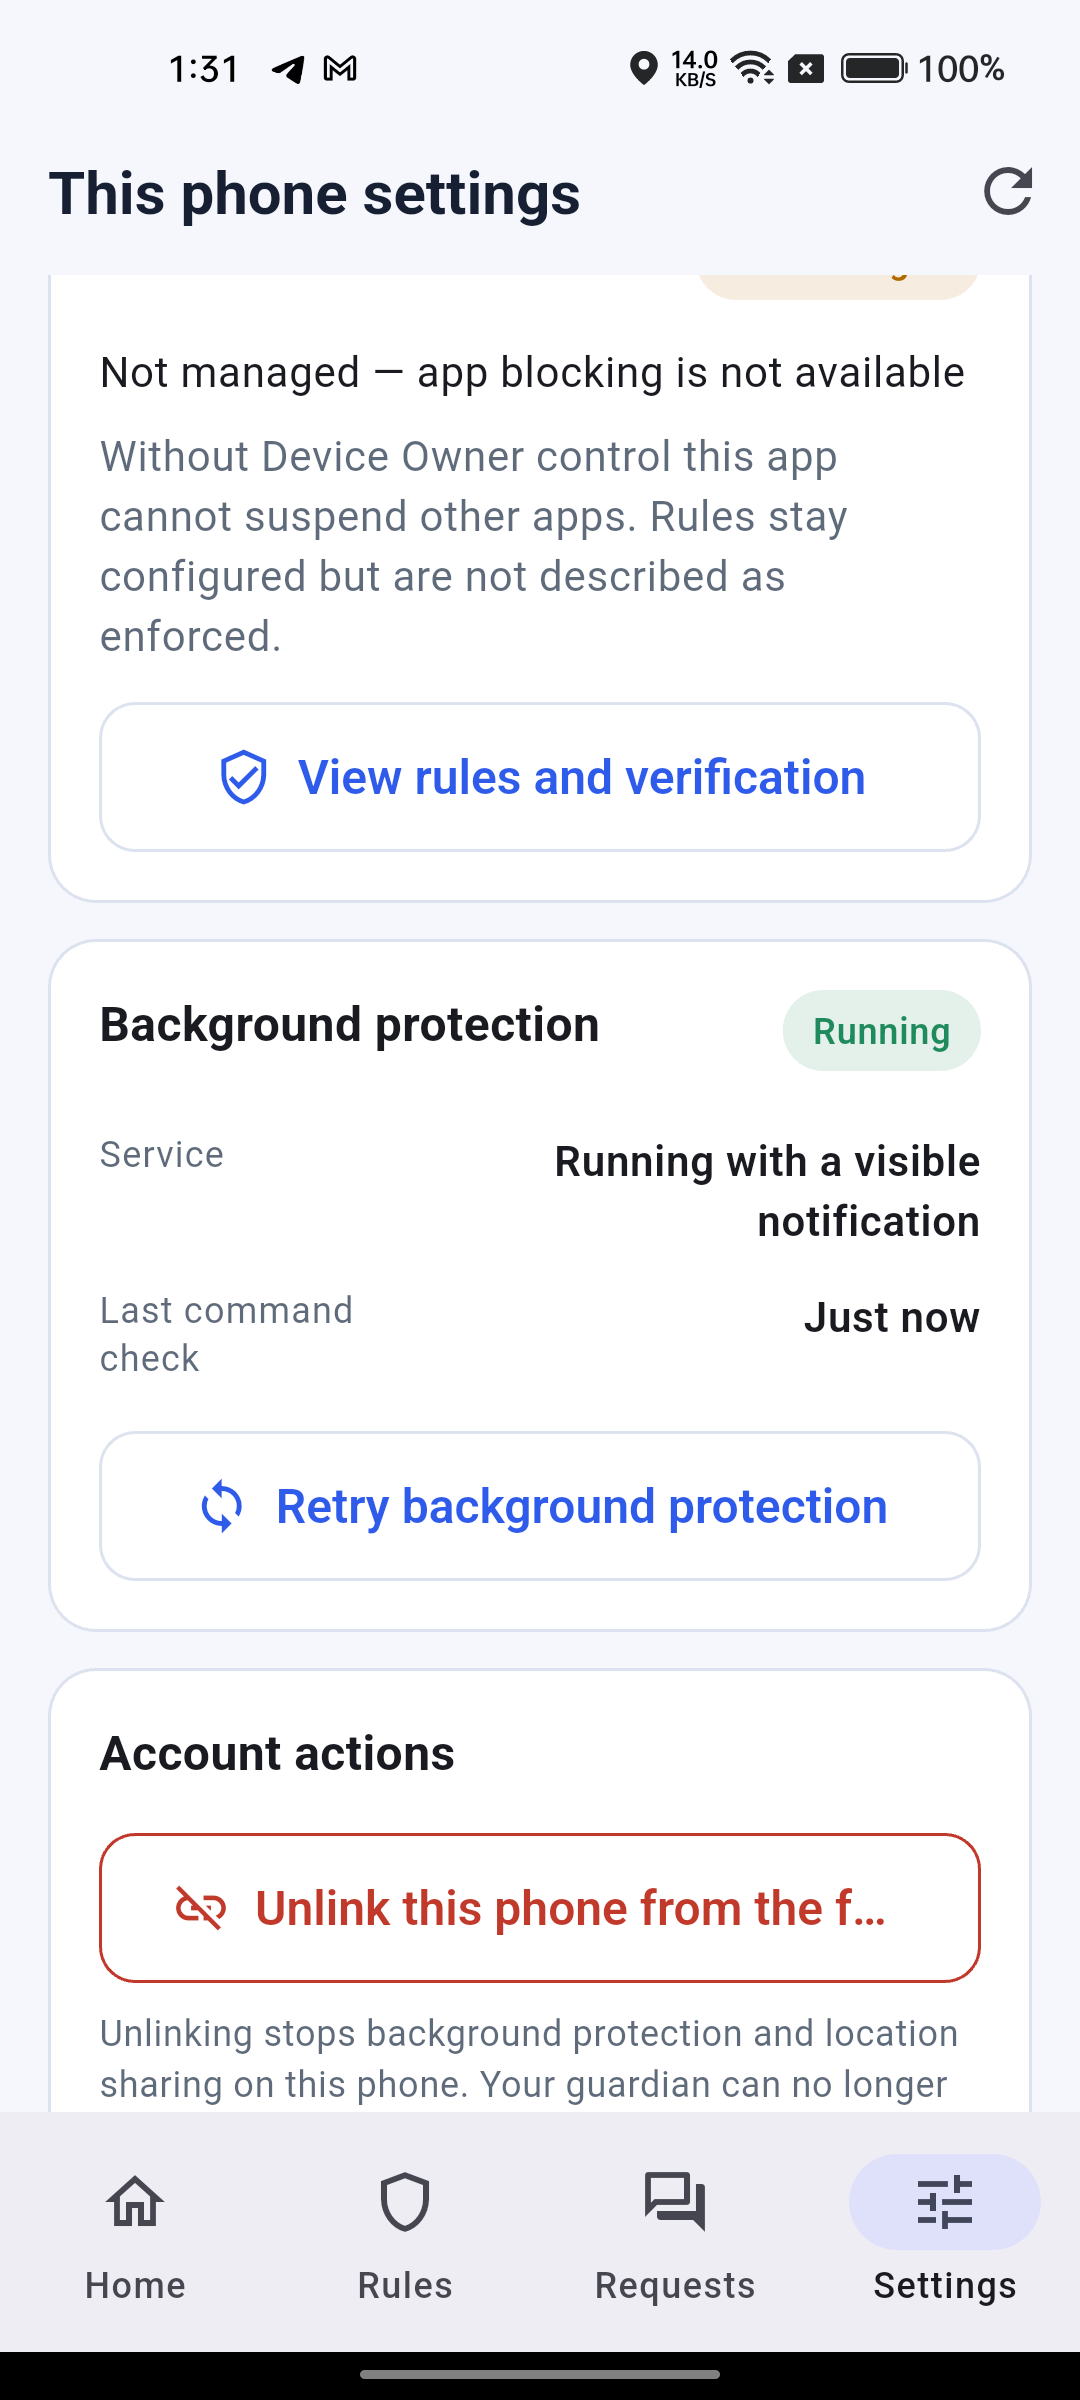 1:31
14.0
KB/S
100%
This phone settings
Not managed — app blocking is not available
Without Device Owner control this app
cannot suspend other apps. Rules stay
configured but are not described as
enforced.
View rules and verification
Background protection
Running
Service
Running with a visible
notification
Last command
check
Just now
Retry background protection
Account actions
Unlink this phone from the f…
Unlinking stops background protection and location
sharing on this phone. Your guardian can no longer
Home
Rules
Requests
Settings